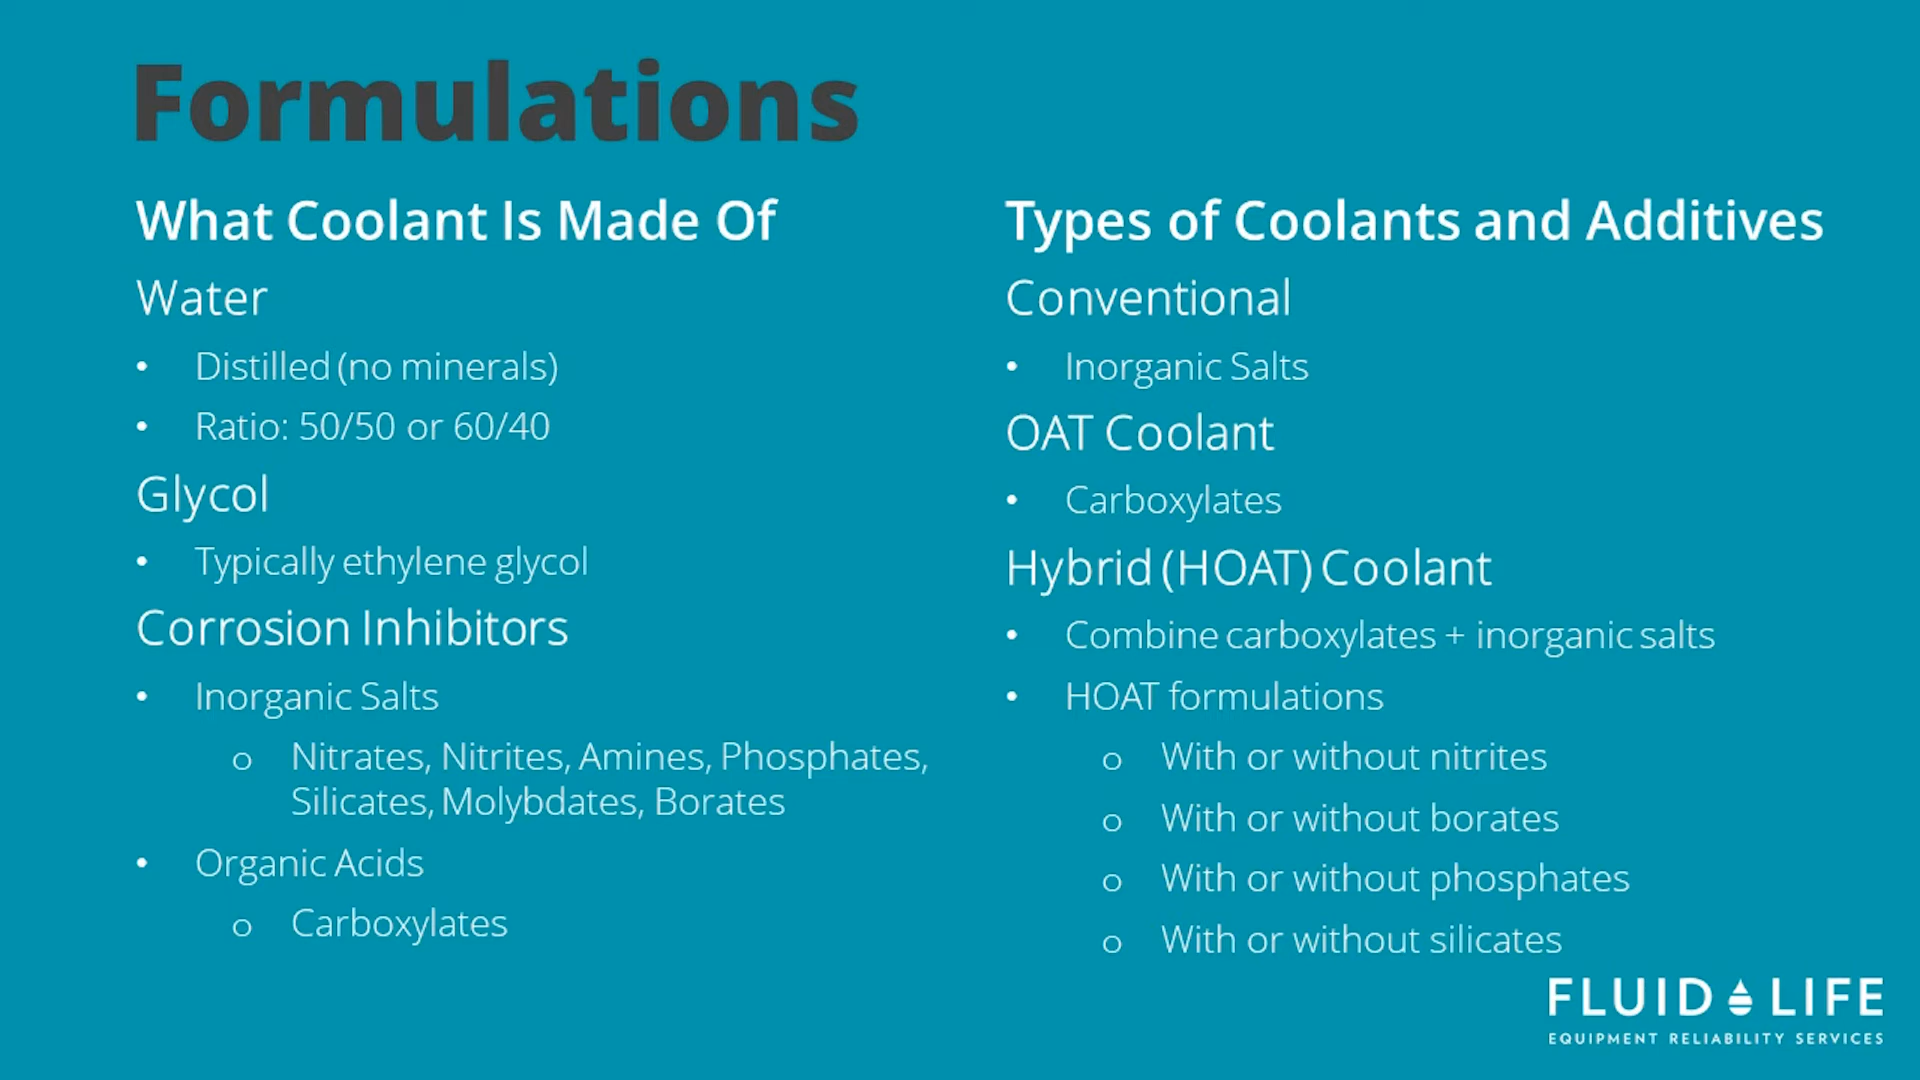 Formulations
What Coolant Is Made Of
Water
• Distilled (no minerals)
• Ratio: 50/50 or 60/40
Glycol
• Typically ethylene glycol
Corrosion Inhibitors
• Inorganic Salts
o Nitrates, Nitrites, Amines, Phosphates,
Silicates, Molybdates, Borates
• Organic Acids
o Carboxylates
Types of Coolants and Additives
Conventional
• Inorganic Salts
OAT Coolant
• Carboxylates
Hybrid (HOAT) Coolant
• Combine carboxylates + inorganic salts
• HOAT formulations
o With or without nitrites
o With or without borates
o With or without phosphates
o With or without silicates
FLUID LIFE
EQUIPMENT RELIABILITY SERVICES